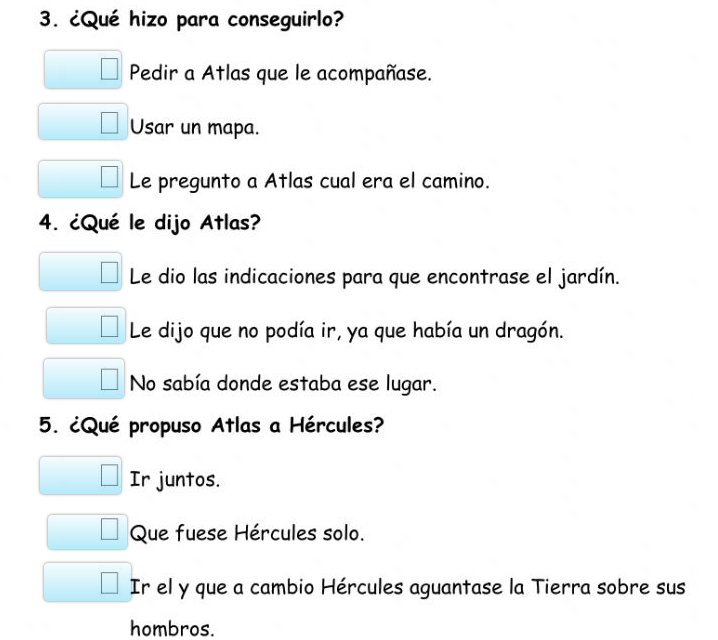 3. ¿Qué hizo para conseguirlo?
Pedir a Atlas que le acompañase.
Usar un mapa.
Le pregunto a Atlas cual era el camino.
4. ¿Qué le dijo Atlas?
Le dio las indicaciones para que encontrase el jardín.
Le dijo que no podía ir, ya que había un dragón.
No sabía donde estaba ese lugar.
5. ¿Qué propuso Atlas a Hércules?
Ir juntos.
Que fuese Hércules solo.
Ir el y que a cambio Hércules aguantase la Tierra sobre sus
hombros.